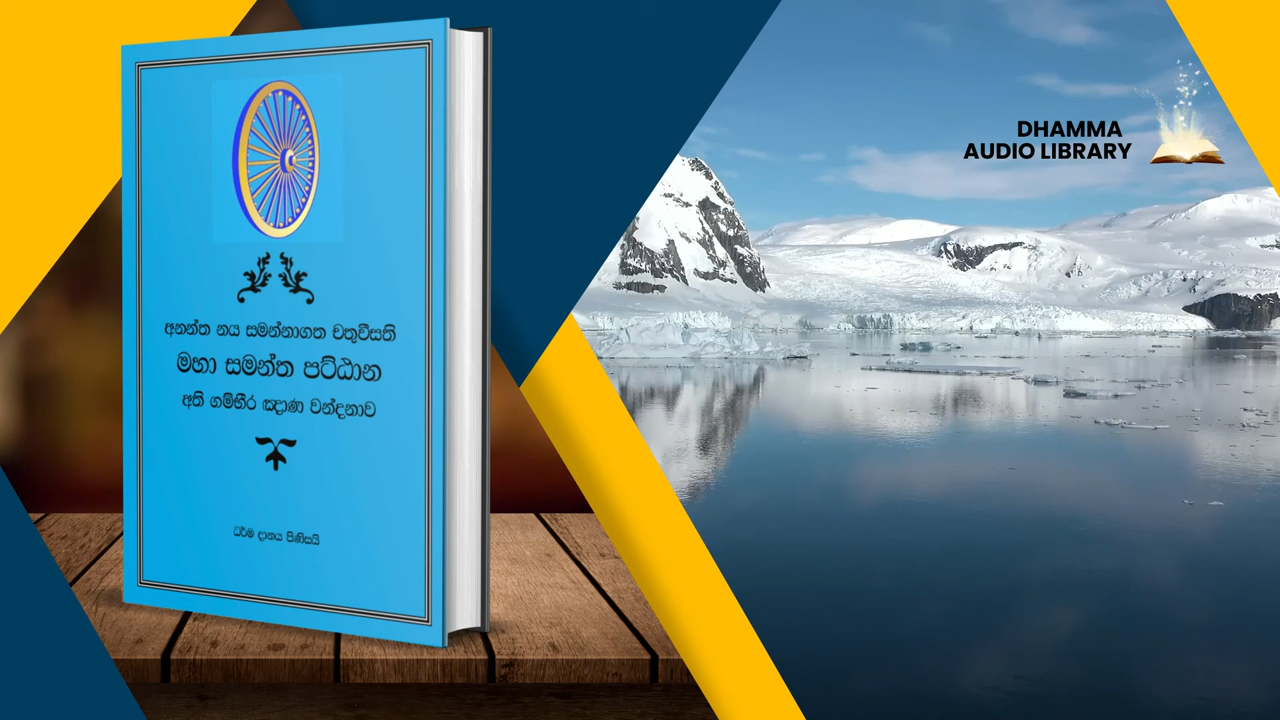 අනන්ත නය සමන්නාගත චතුවීසති
මහා සමන්ත පට්ඨාන
අති ගම්භීර ඤාණ වන්දනාව
ධර්ම දානය පිණිසයි
DHAMMA
AUDIO LIBRARY